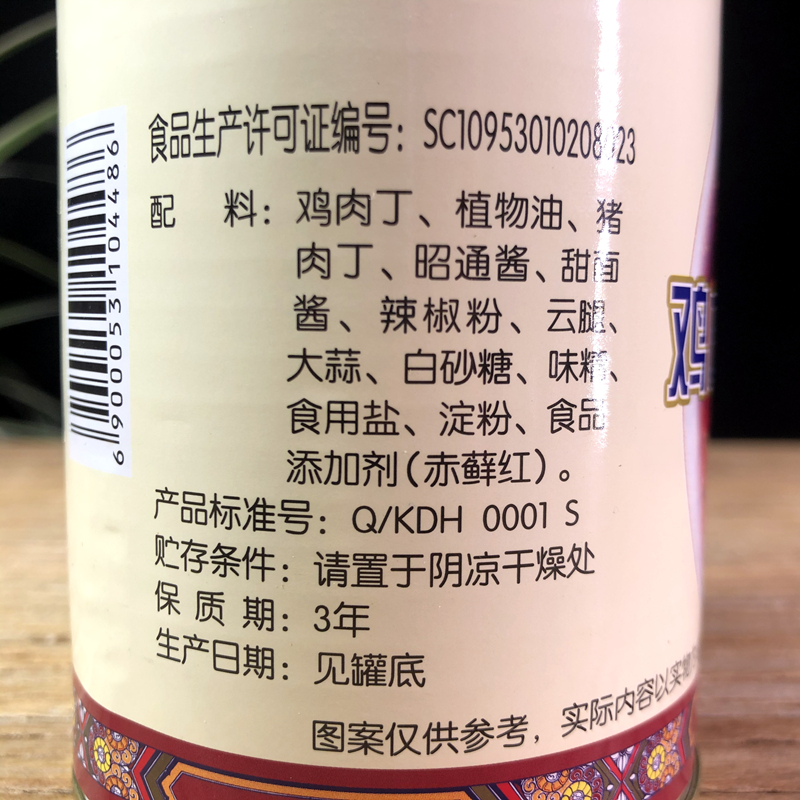 食品生产许可证编号：SC10953010208023
配 料：鸡肉丁、植物油、猪
肉丁、昭通酱、甜面
酱、辣椒粉、云腿、
大蒜、白砂糖、味精、
食用盐、淀粉、食品
添加剂（赤藓红）。
产品标准号：Q/KDH 0001 S
贮存条件：请置于阴凉干燥处
保 质 期：3年
生产日期：见罐底
图案仅供参考，实际内容以实物
6900053104486
鸡